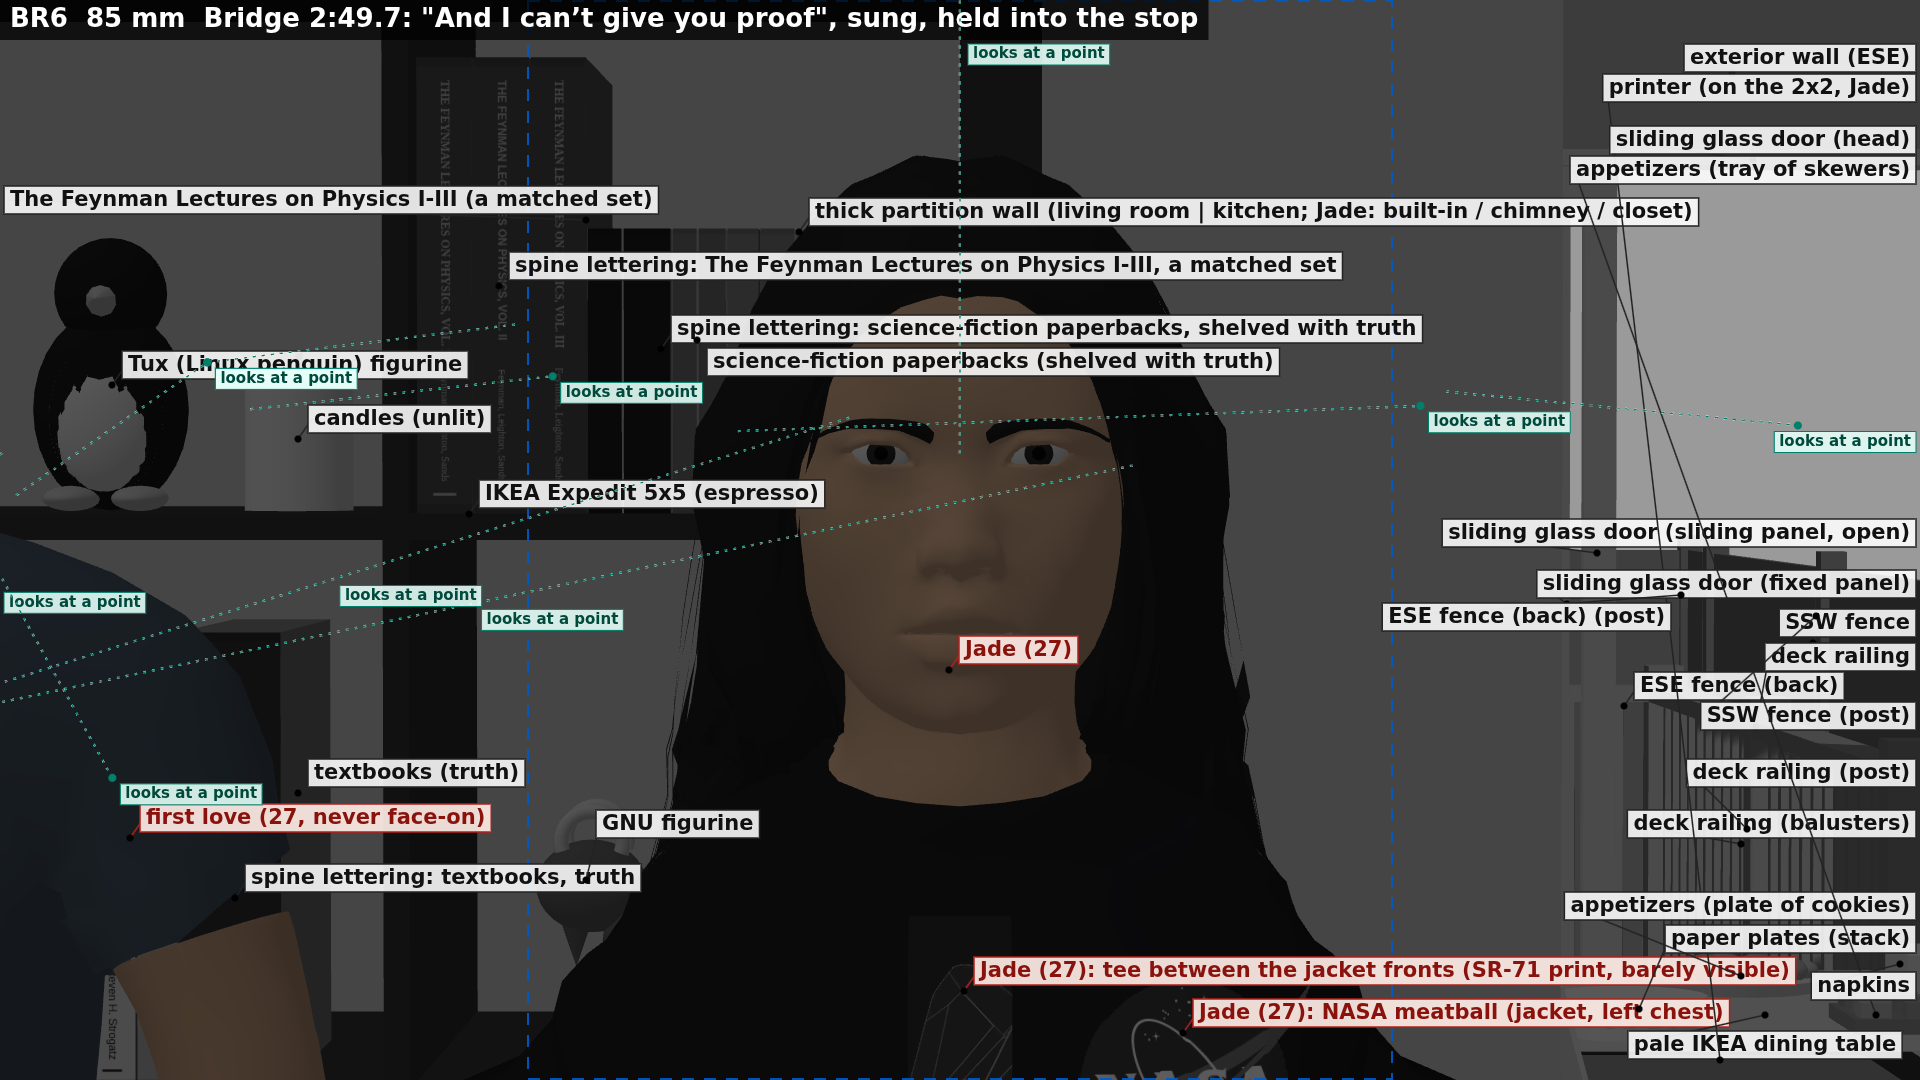 BR6  85 mm  Bridge 2:49.7: "And I can’t give you proof", sung, held into the stop
looks at a point
exterior wall (ESE)
printer (on the 2x2, Jade)
sliding glass door (head)
appetizers (tray of skewers)
The Feynman Lectures on Physics I-III (a matched set)
thick partition wall (living room | kitchen; Jade: built-in / chimney / closet)
spine lettering: The Feynman Lectures on Physics I-III, a matched set
spine lettering: science-fiction paperbacks, shelved with truth
science-fiction paperbacks (shelved with truth)
Tux (Linux penguin) figurine
looks at a point
looks at a point
candles (unlit)
looks at a point
looks at a point
IKEA Expedit 5x5 (espresso)
sliding glass door (sliding panel, open)
sliding glass door (fixed panel)
looks at a point
looks at a point
looks at a point
ESE fence (back) (post)
SSW fence
Jade (27)
deck railing
ESE fence (back)
SSW fence (post)
textbooks (truth)
deck railing (post)
looks at a point
first love (27, never face-on)
GNU figurine
deck railing (balusters)
spine lettering: textbooks, truth
appetizers (plate of cookies)
paper plates (stack)
Jade (27): tee between the jacket fronts (SR-71 print, barely visible)
napkins
Jade (27): NASA meatball (jacket, left chest)
pale IKEA dining table
even H. Strogatz
NASA